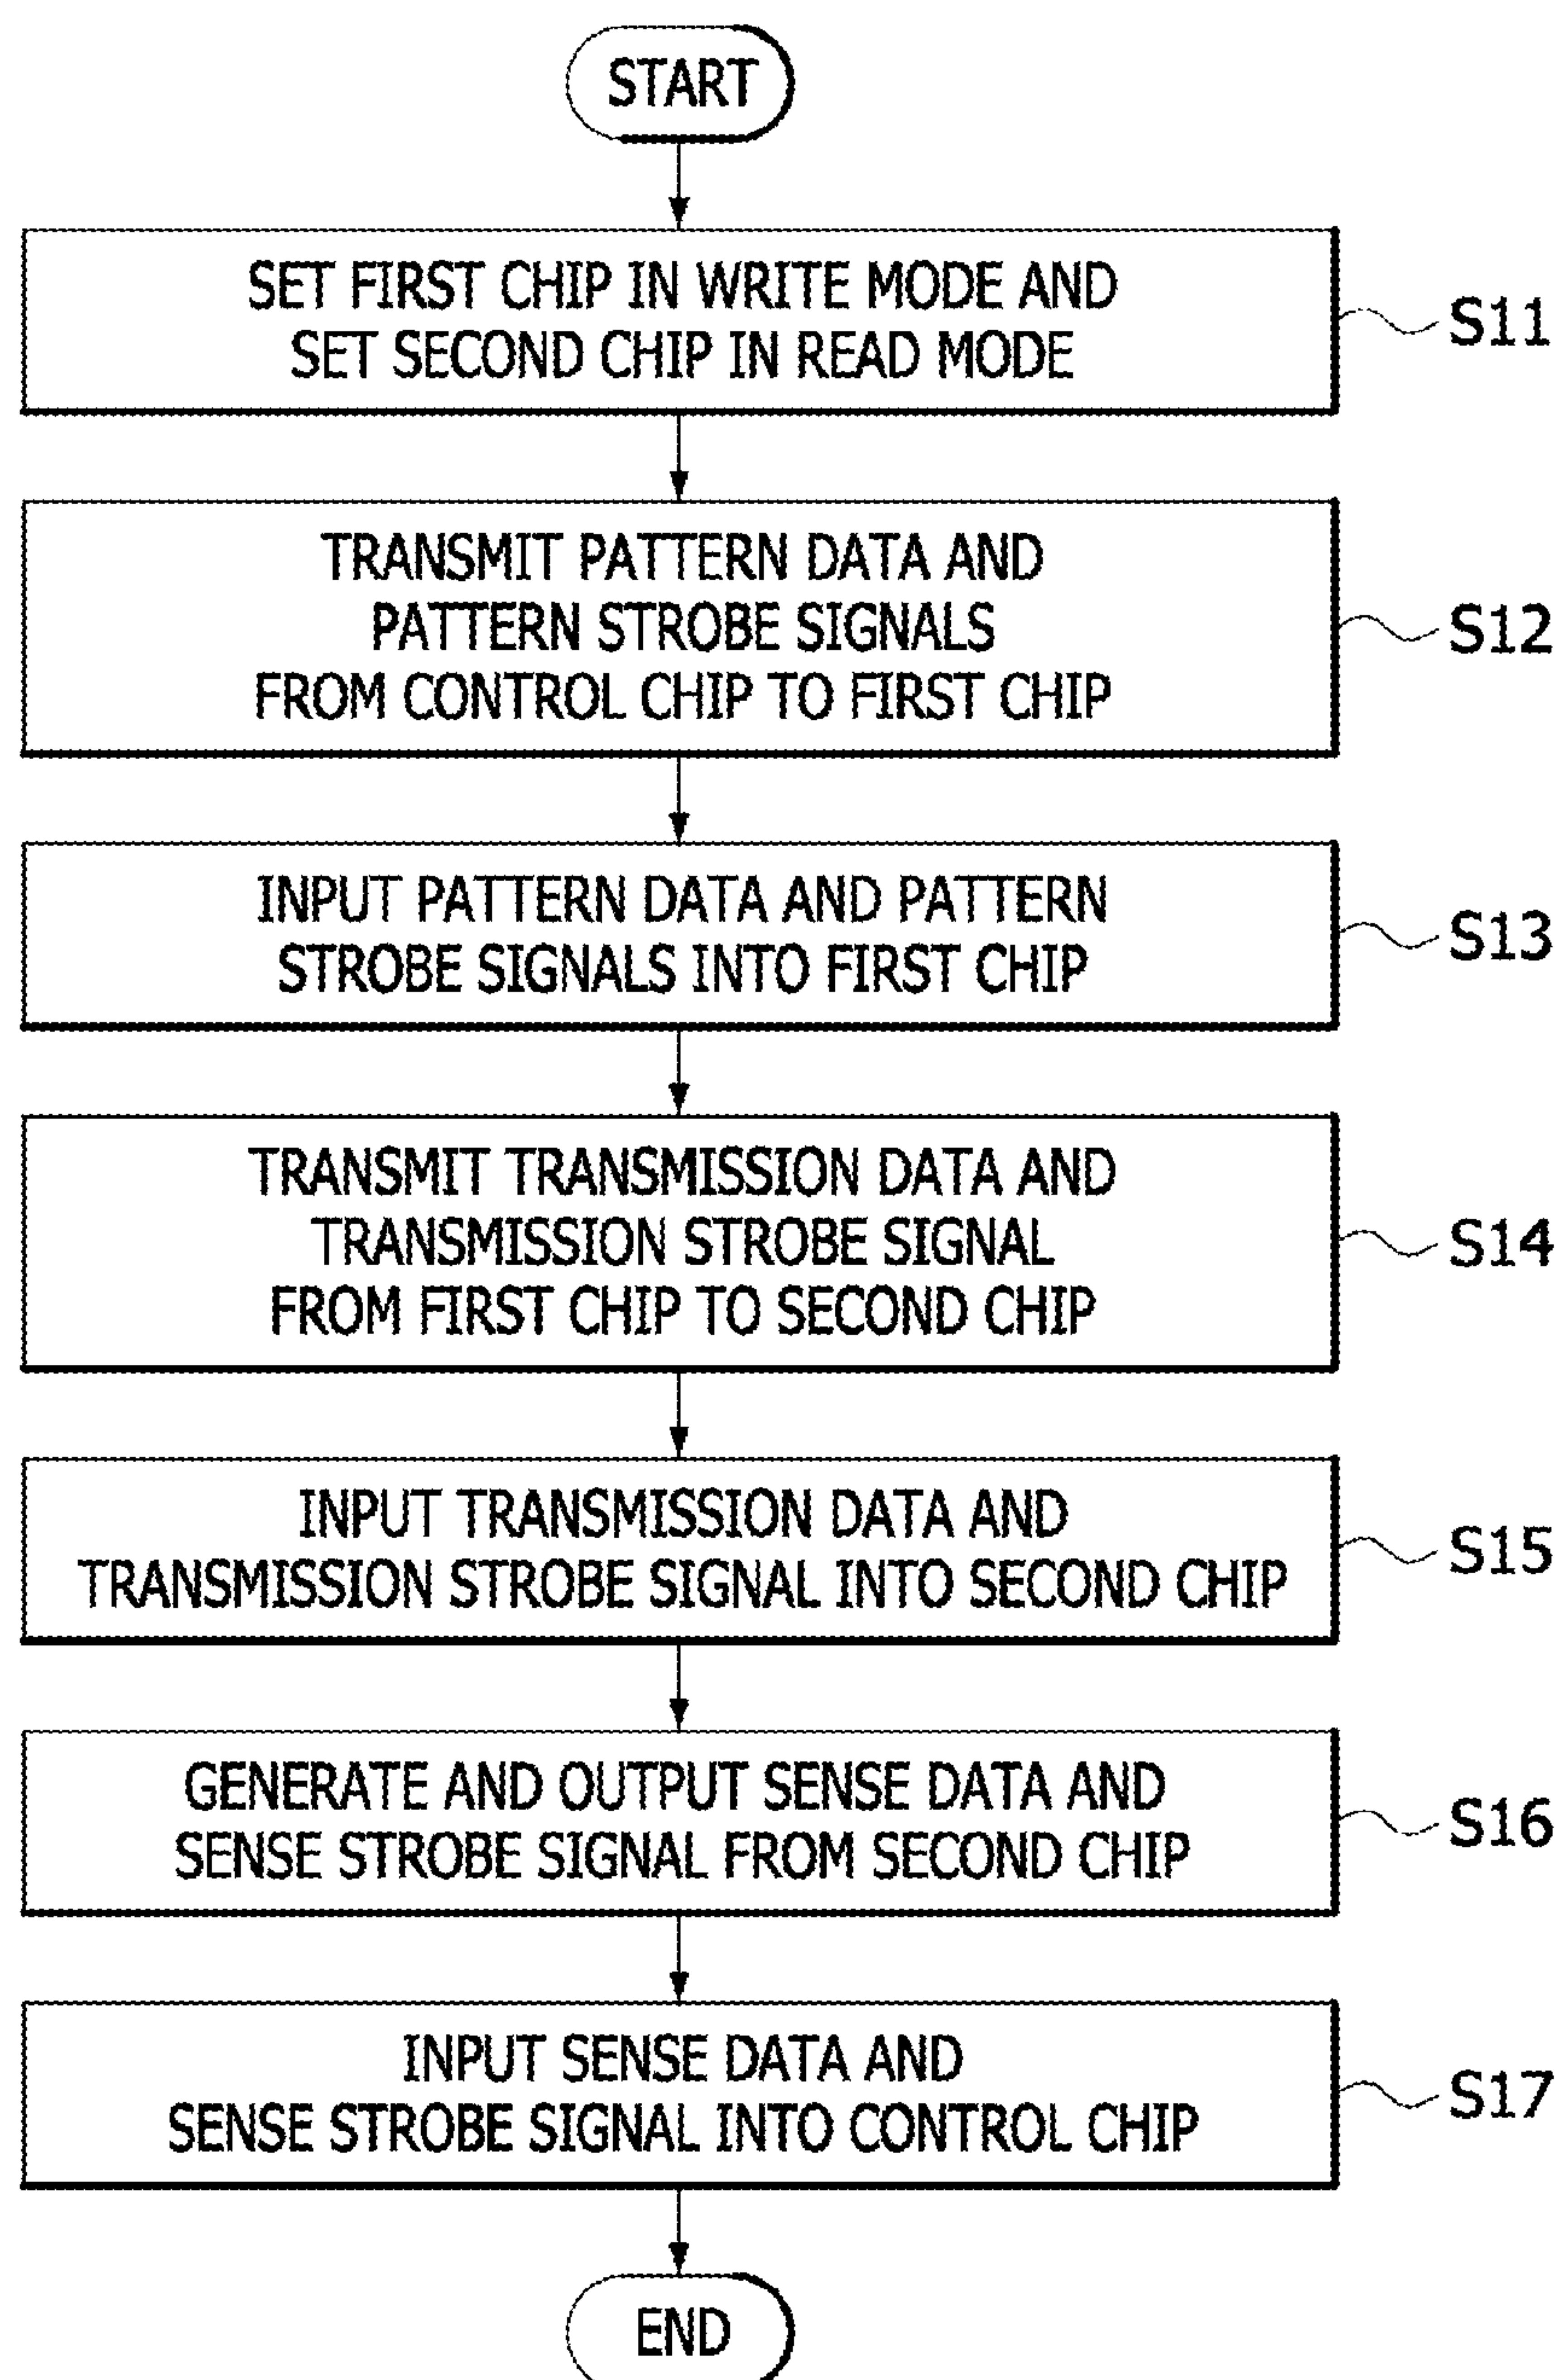 START
SET FIRST CHIP IN WRITE MODE AND
SET SECOND CHIP IN READ MODE
S11
TRANSMIT PATTERN DATA AND
PATTERN STROBE SIGNALS
FROM CONTROL CHIP TO FIRST CHIP
S12
INPUT PATTERN DATA AND PATTERN
STROBE SIGNALS INTO FIRST CHIP
S13
TRANSMIT TRANSMISSION DATA AND
TRANSMISSION STROBE SIGNAL
FROM FIRST CHIP TO SECOND CHIP
S14
INPUT TRANSMISSION DATA AND
TRANSMISSION STROBE SIGNAL INTO SECOND CHIP
S15
GENERATE AND OUTPUT SENSE DATA AND
SENSE STROBE SIGNAL FROM SECOND CHIP
S16
INPUT SENSE DATA AND
SENSE STROBE SIGNAL INTO CONTROL CHIP
S17
END